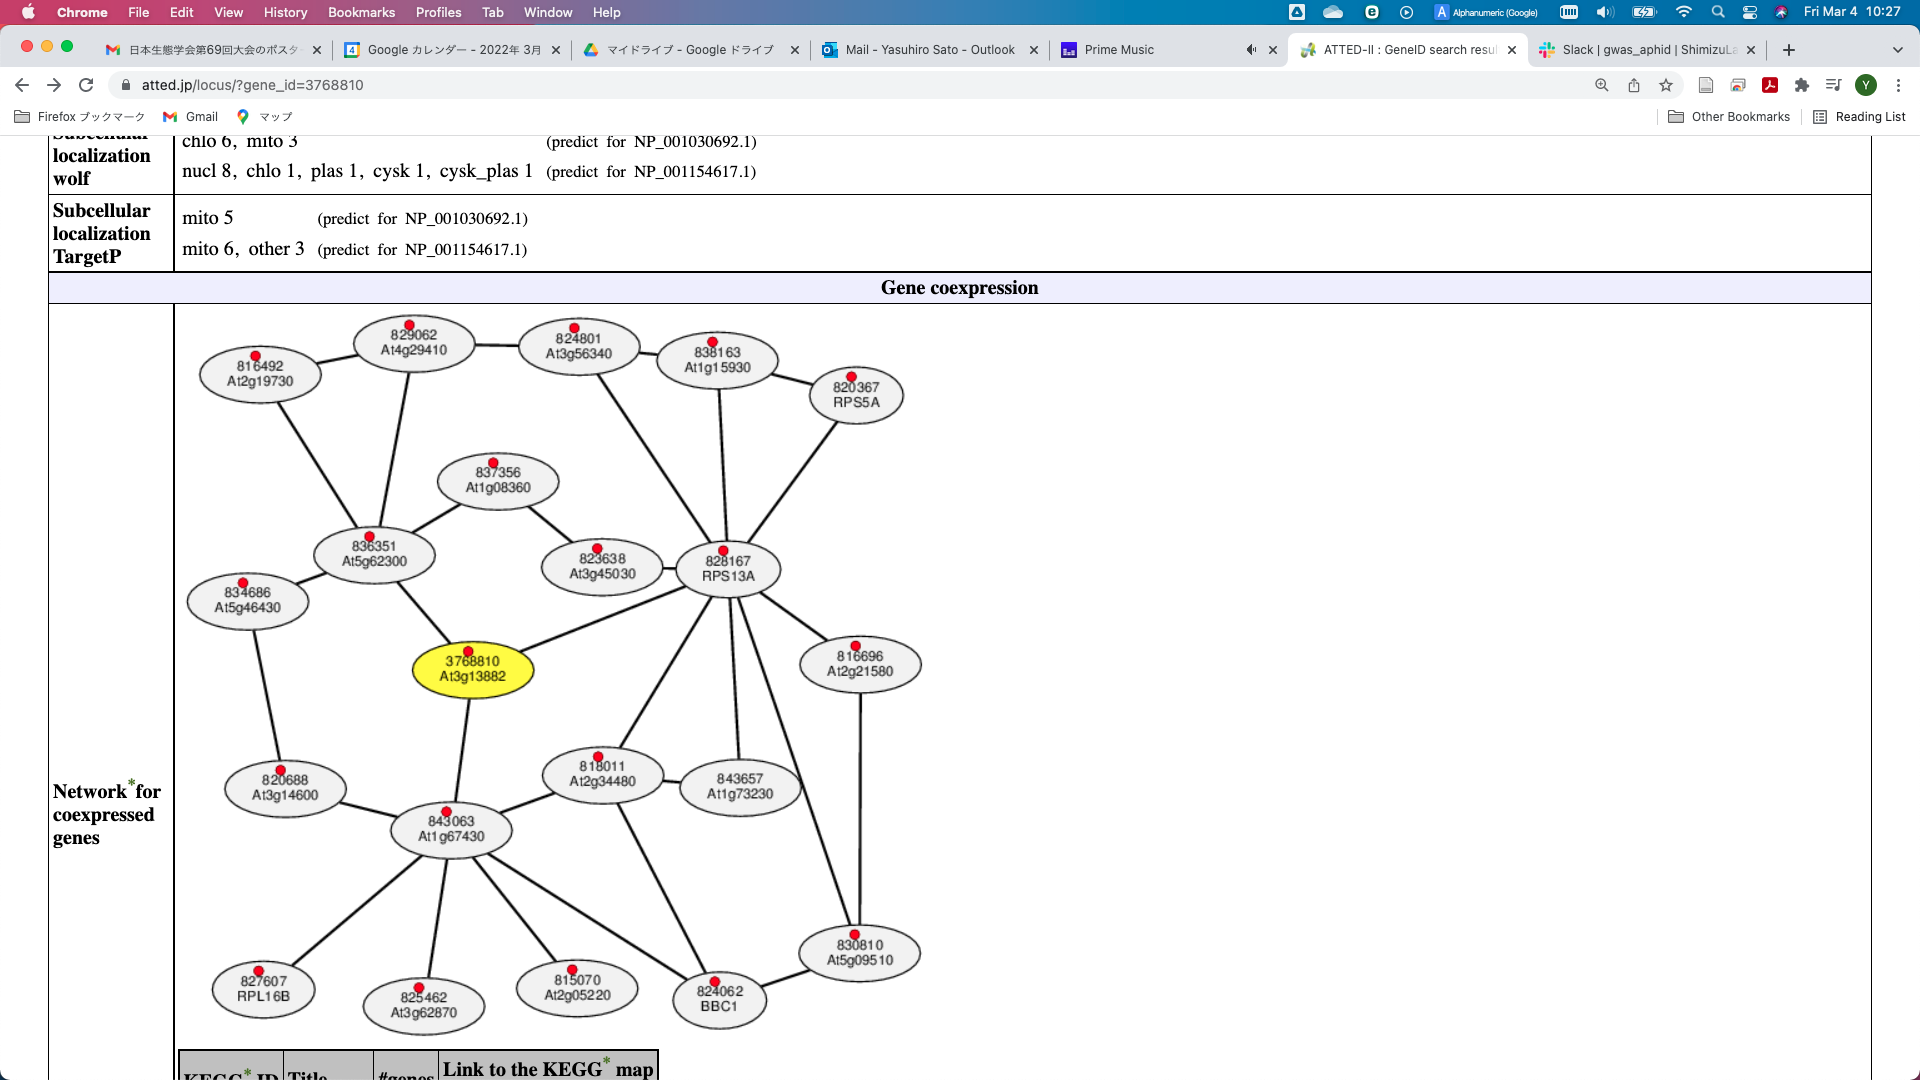 Chrome File Edit View History Bookmarks Profiles Tab Window Help Alphanumeric (Google) Fri Mar 4 10:27
日本生態学会第69回大会のポスタ Google カレンダー - 2022年 3月 マイドライブ - Google ドライブ Mail - Yasuhiro Sato - Outlook Prime Music ATTED-II : GeneID search resu Slack | gwas_aphid | ShimizuLa
atted.jp/locus/?gene_id=3768810
Firefox ブックマーク Gmail マップ Other Bookmarks Reading List
Subcellular
localization
wolf
chlo 6, mito 3 (predict for NP_001030692.1)
nucl 8, chlo 1, plas 1, cysk 1, cysk_plas 1 (predict for NP_001154617.1)
Subcellular
localization
TargetP
mito 5 (predict for NP_001030692.1)
mito 6, other 3 (predict for NP_001154617.1)
Gene coexpression
Network*for
coexpressed
genes
829062
At4g29410
824801
At3g56340
838163
At1g15930
816492
At2g19730
820367
RPS5A
837356
At1g08360
836351
At5g62300
823638
At3g45030
828167
RPS13A
834686
At5g46430
3768810
At3g13882
816696
At2g21580
818011
At2g34480
843657
At1g73230
820688
At3g14600
843063
At1g67430
830810
At5g09510
827607
RPL16B
825462
At3g62870
815070
At2g05220
824062
BBC1
KEGG* ID Title #genes Link to the KEGG* map